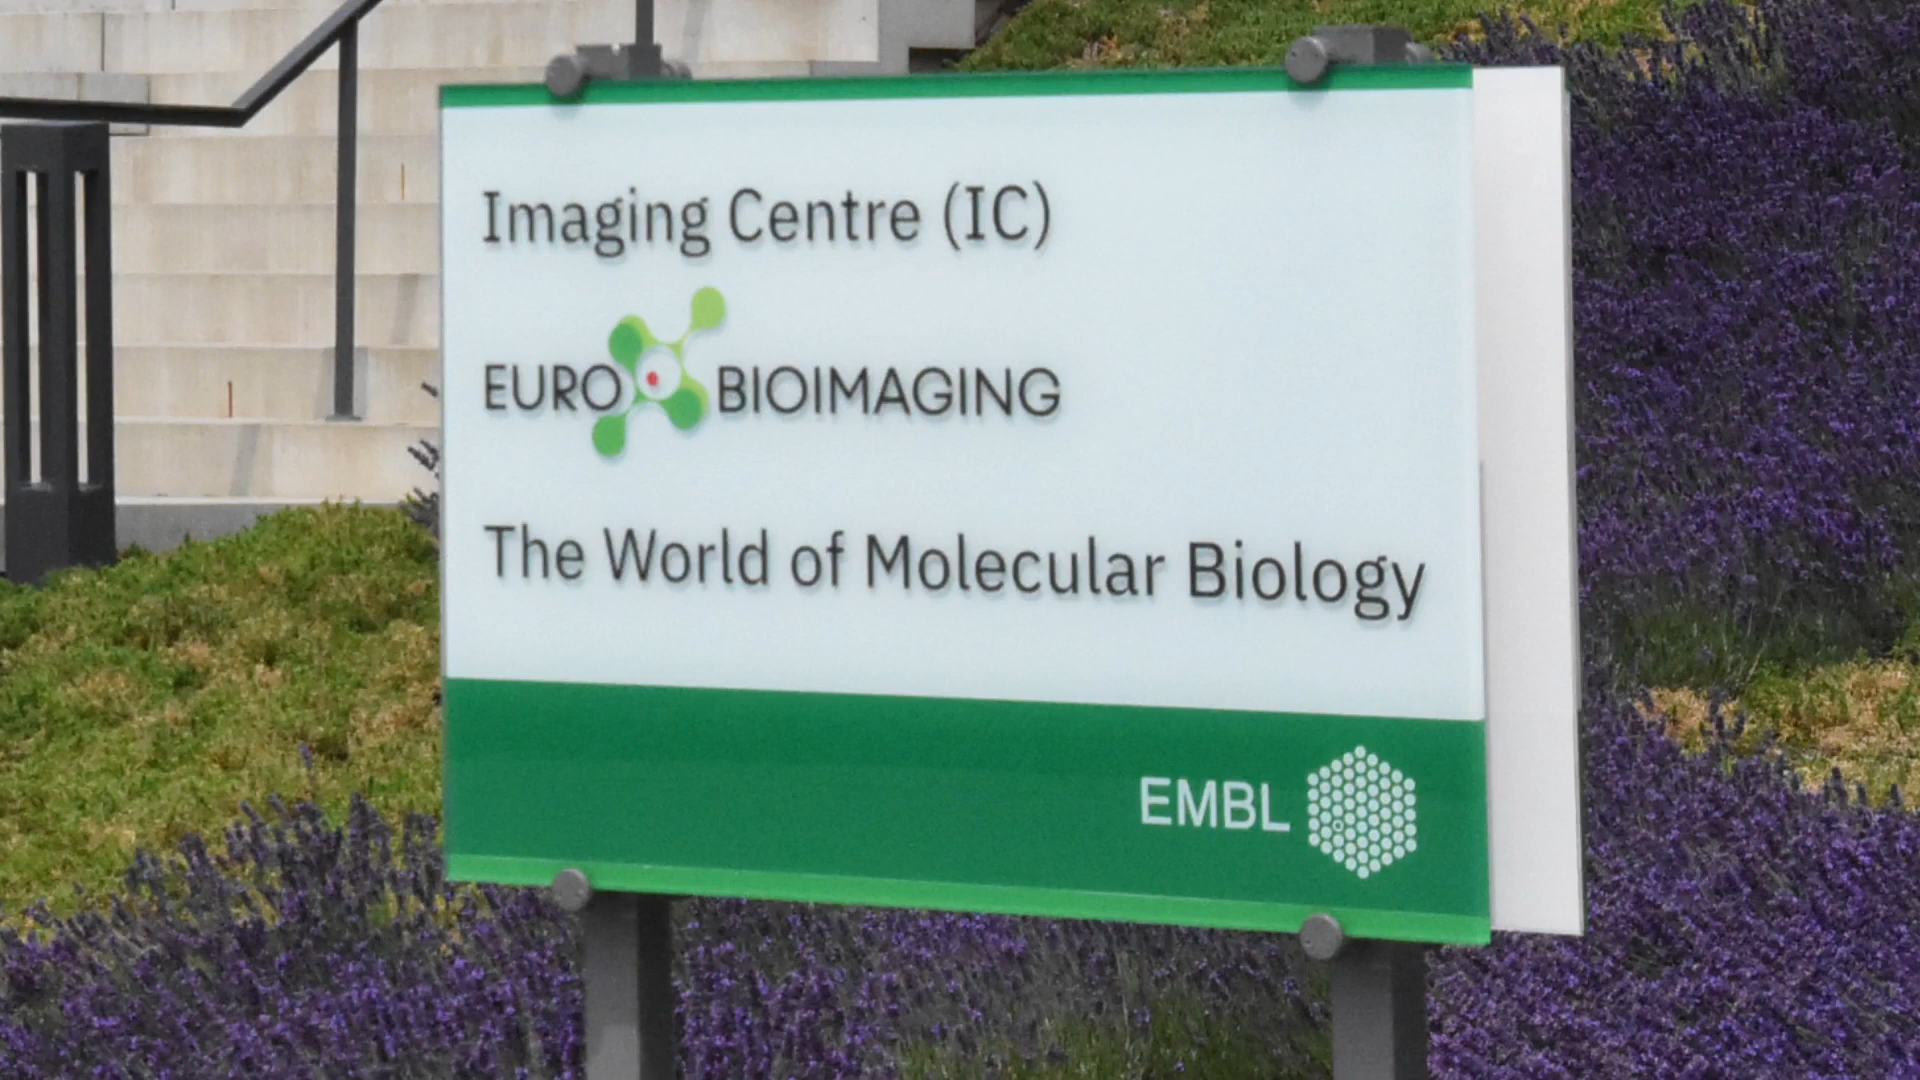 Imaging Centre (IC)
EURO BIOIMAGING
The World of Molecular Biology
EMBL